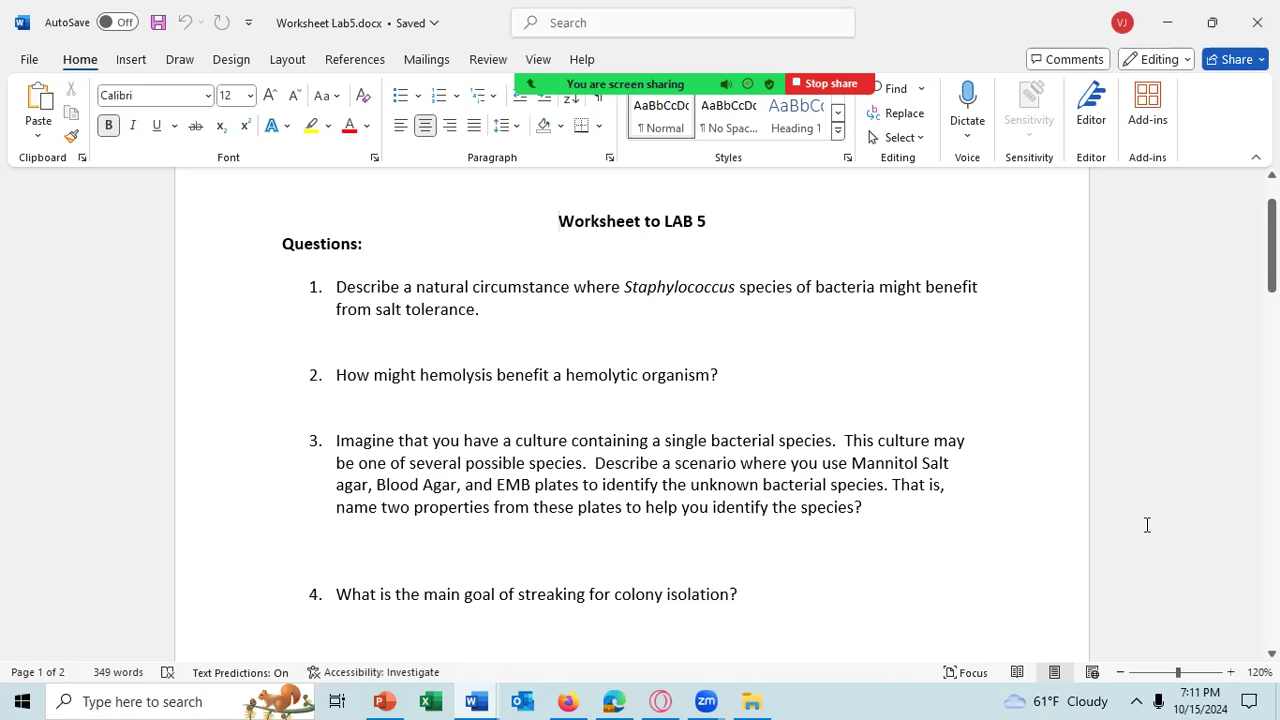 AutoSave Off Worksheet Lab5.docx • Saved Search VJ
File Home Insert Draw Design Layout References Mailings Review View Help Comments Editing Share
You are screen sharing Stop share
Paste Calibri 12 Aa AaBbCcDc AaBbCcDc AaBbCc Find Dictate Sensitivity Editor Add-ins
B I U ab x₂ x² A A ¶ Normal ¶ No Spac... Heading 1 Replace
Select
Clipboard Font Paragraph Styles Editing Voice Sensitivity Editor Add-ins
Worksheet to LAB 5
Questions:
1. Describe a natural circumstance where Staphylococcus species of bacteria might benefit
from salt tolerance.
2. How might hemolysis benefit a hemolytic organism?
3. Imagine that you have a culture containing a single bacterial species. This culture may
be one of several possible species. Describe a scenario where you use Mannitol Salt
agar, Blood Agar, and EMB plates to identify the unknown bacterial species. That is,
name two properties from these plates to help you identify the species?
4. What is the main goal of streaking for colony isolation?
Page 1 of 2 349 words Text Predictions: On Accessibility: Investigate Focus 120%
Type here to search 61°F Cloudy 7:11 PM
10/15/2024